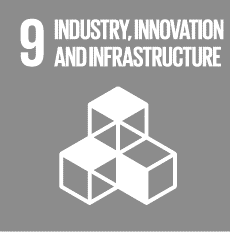 9 INDUSTRY, INNOVATION
AND INFRASTRUCTURE